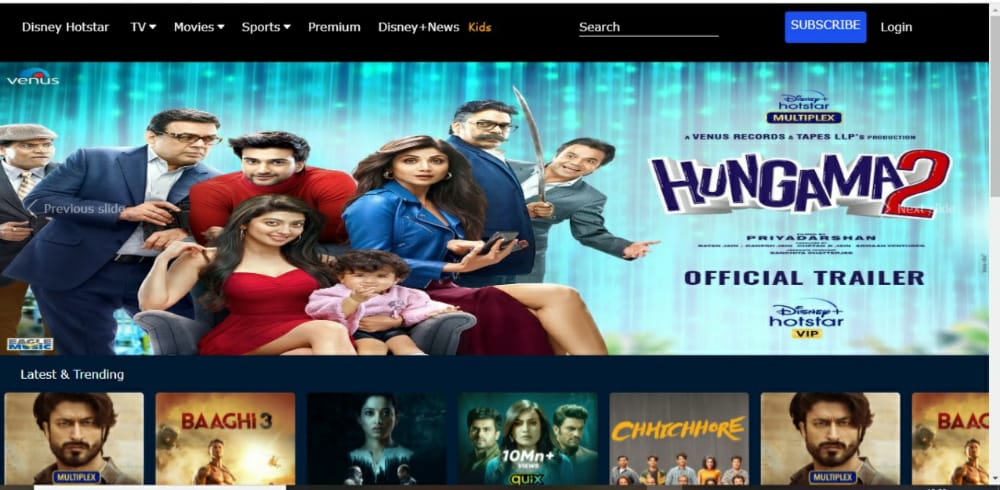 Disney Hotstar TV Movies Sports Premium Disney+News Kids Search SUBSCRIBE Login
venus
Disney+
hotstar
MULTIPLEX
A VENUS RECORDS & TAPES LLP'S PRODUCTION
HUNGAMA 2
Previous slide
Next slide
PRIYADARSHAN
OFFICIAL TRAILER
Disney+
hotstar
VIP
EAGLE
MUSIC
Latest & Trending
BAAGHI 3
CHHICHHORE
BAAG
10Mn+
VIEWS
MULTIPLEX
quix
MULTIPLEX